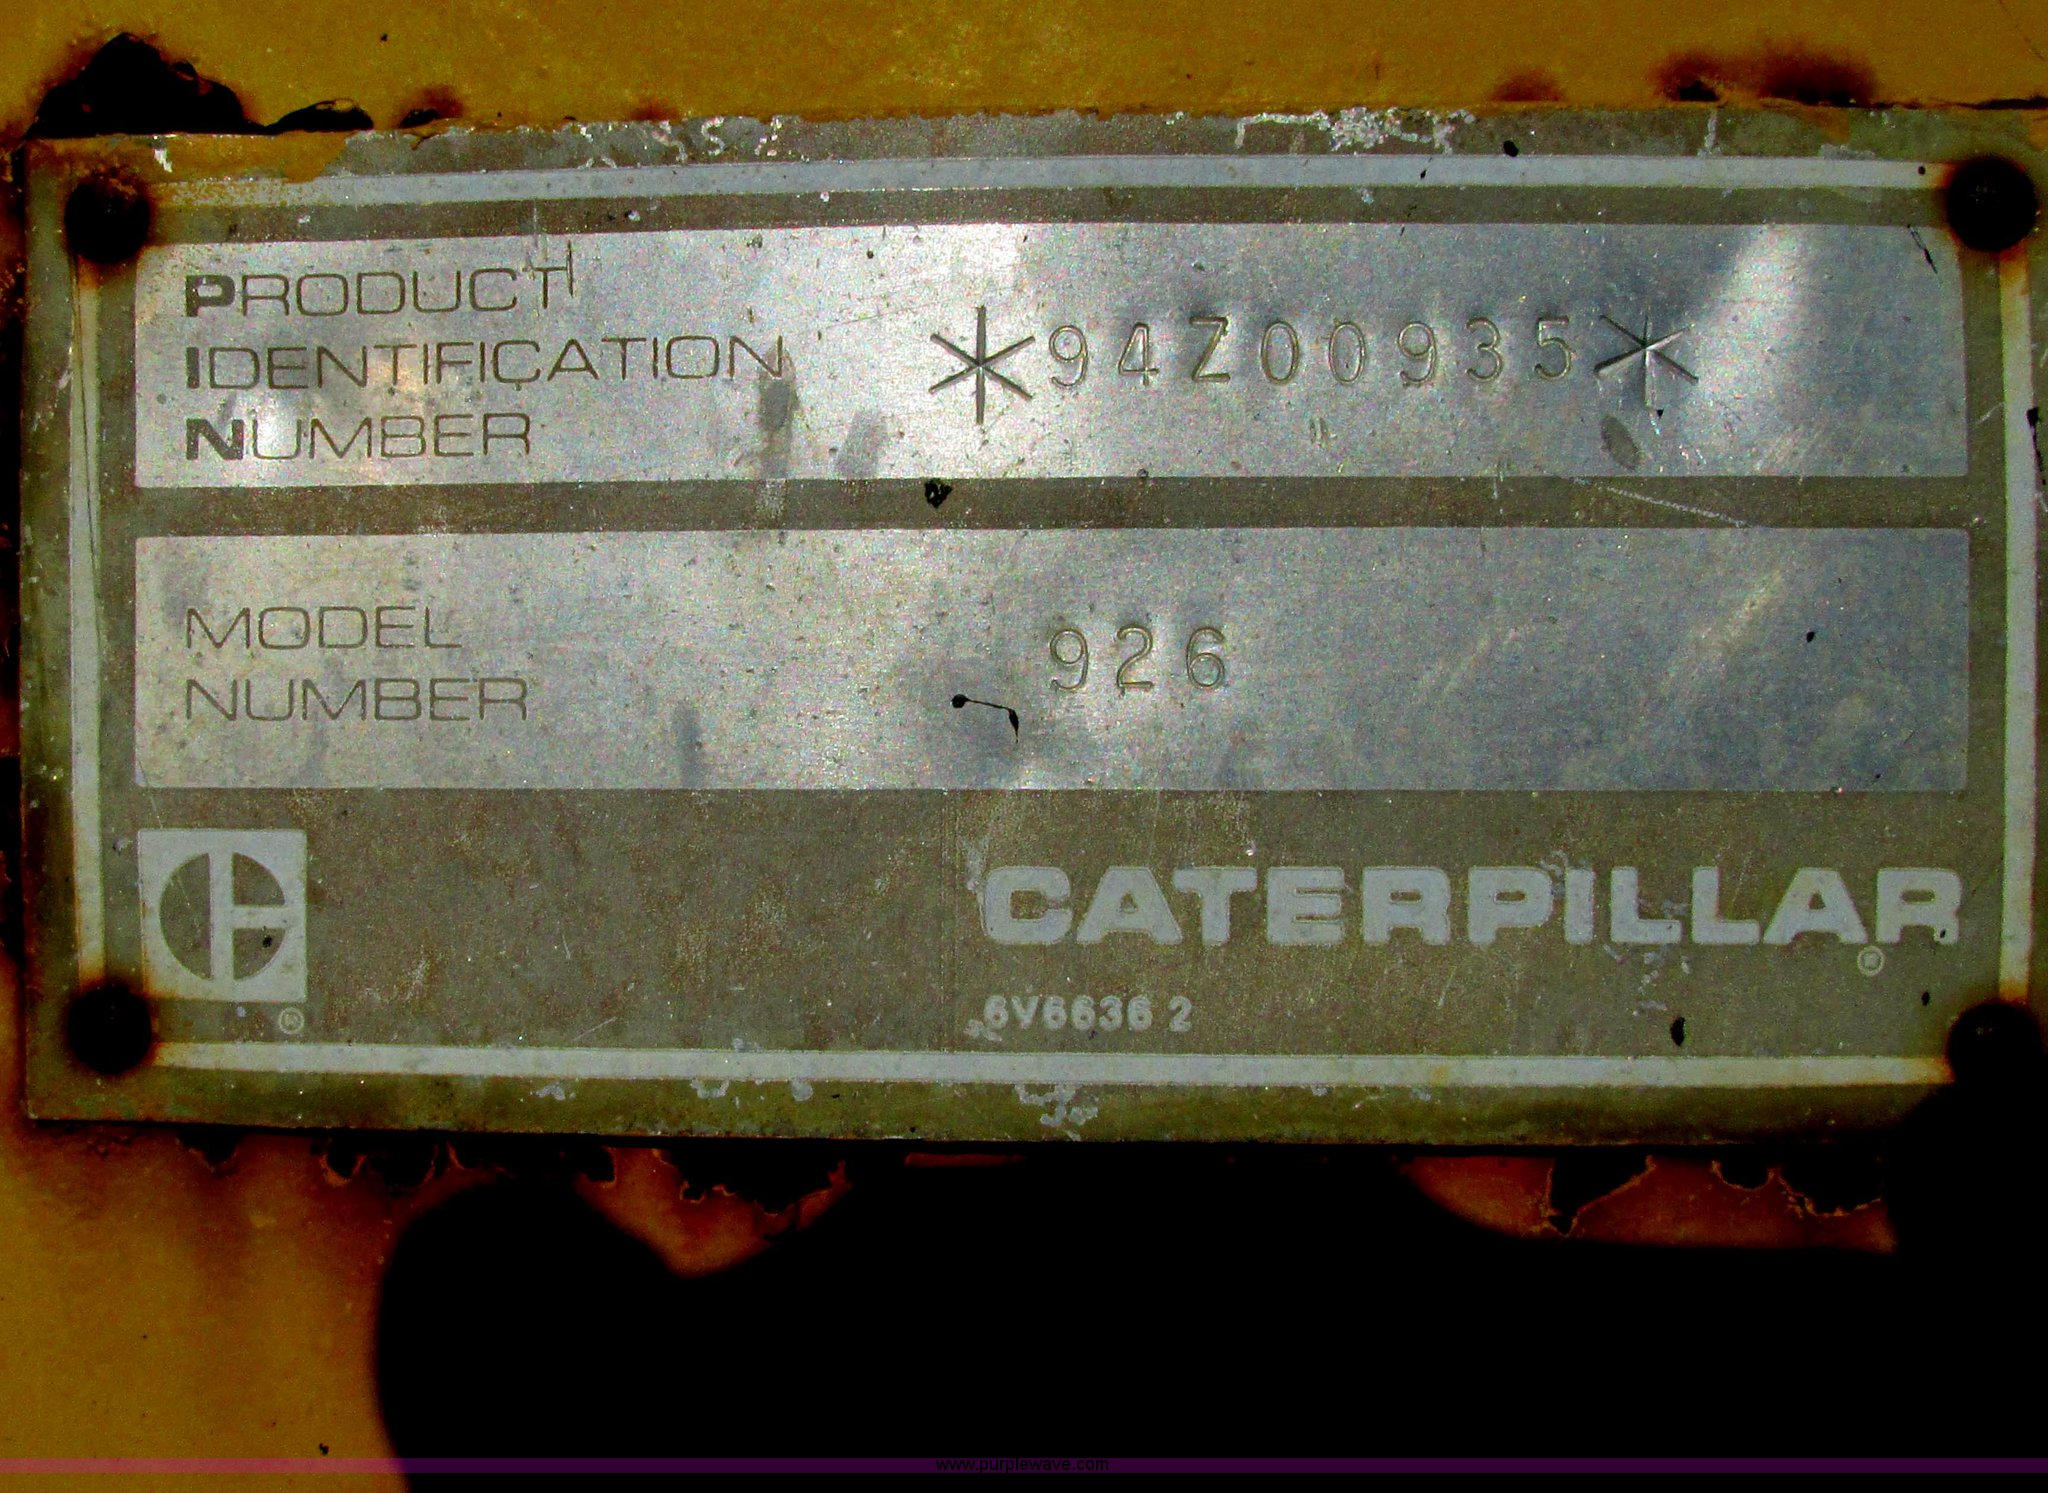 PRODUCT
IDENTIFICATION
NUMBER
*94Z00935*
MODEL
NUMBER
926
CATERPILLAR
®
®
6V6636 2
www.purplewave.com